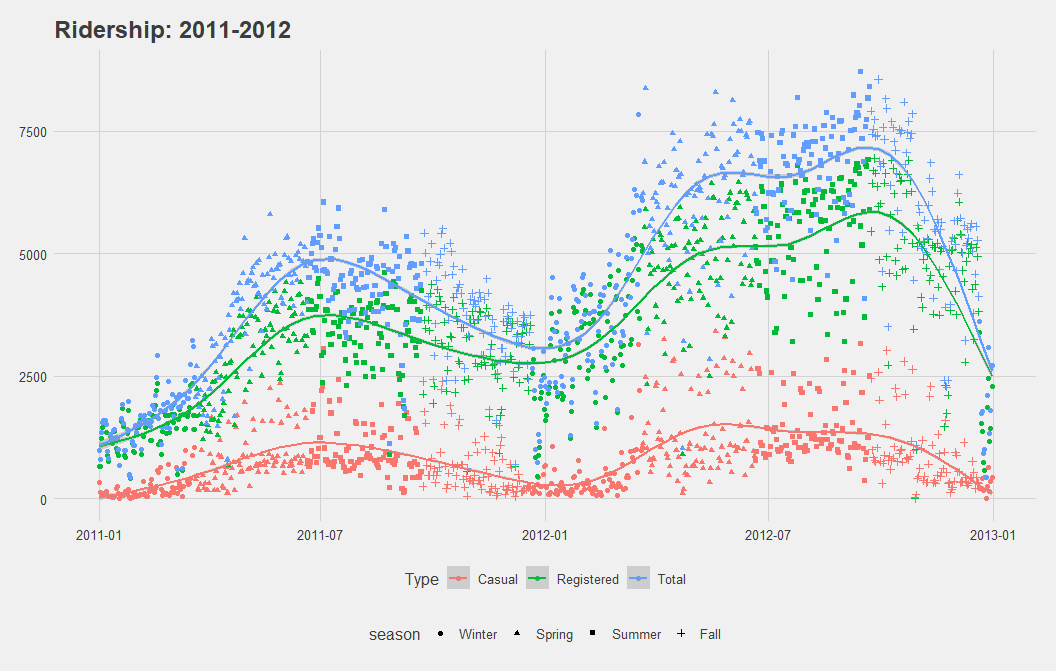 Ridership: 2011-2012
7500
5000
2500
0
2011-01 2011-07 2012-01 2012-07 2013-01
Type Casual Registered Total
season Winter Spring Summer Fall